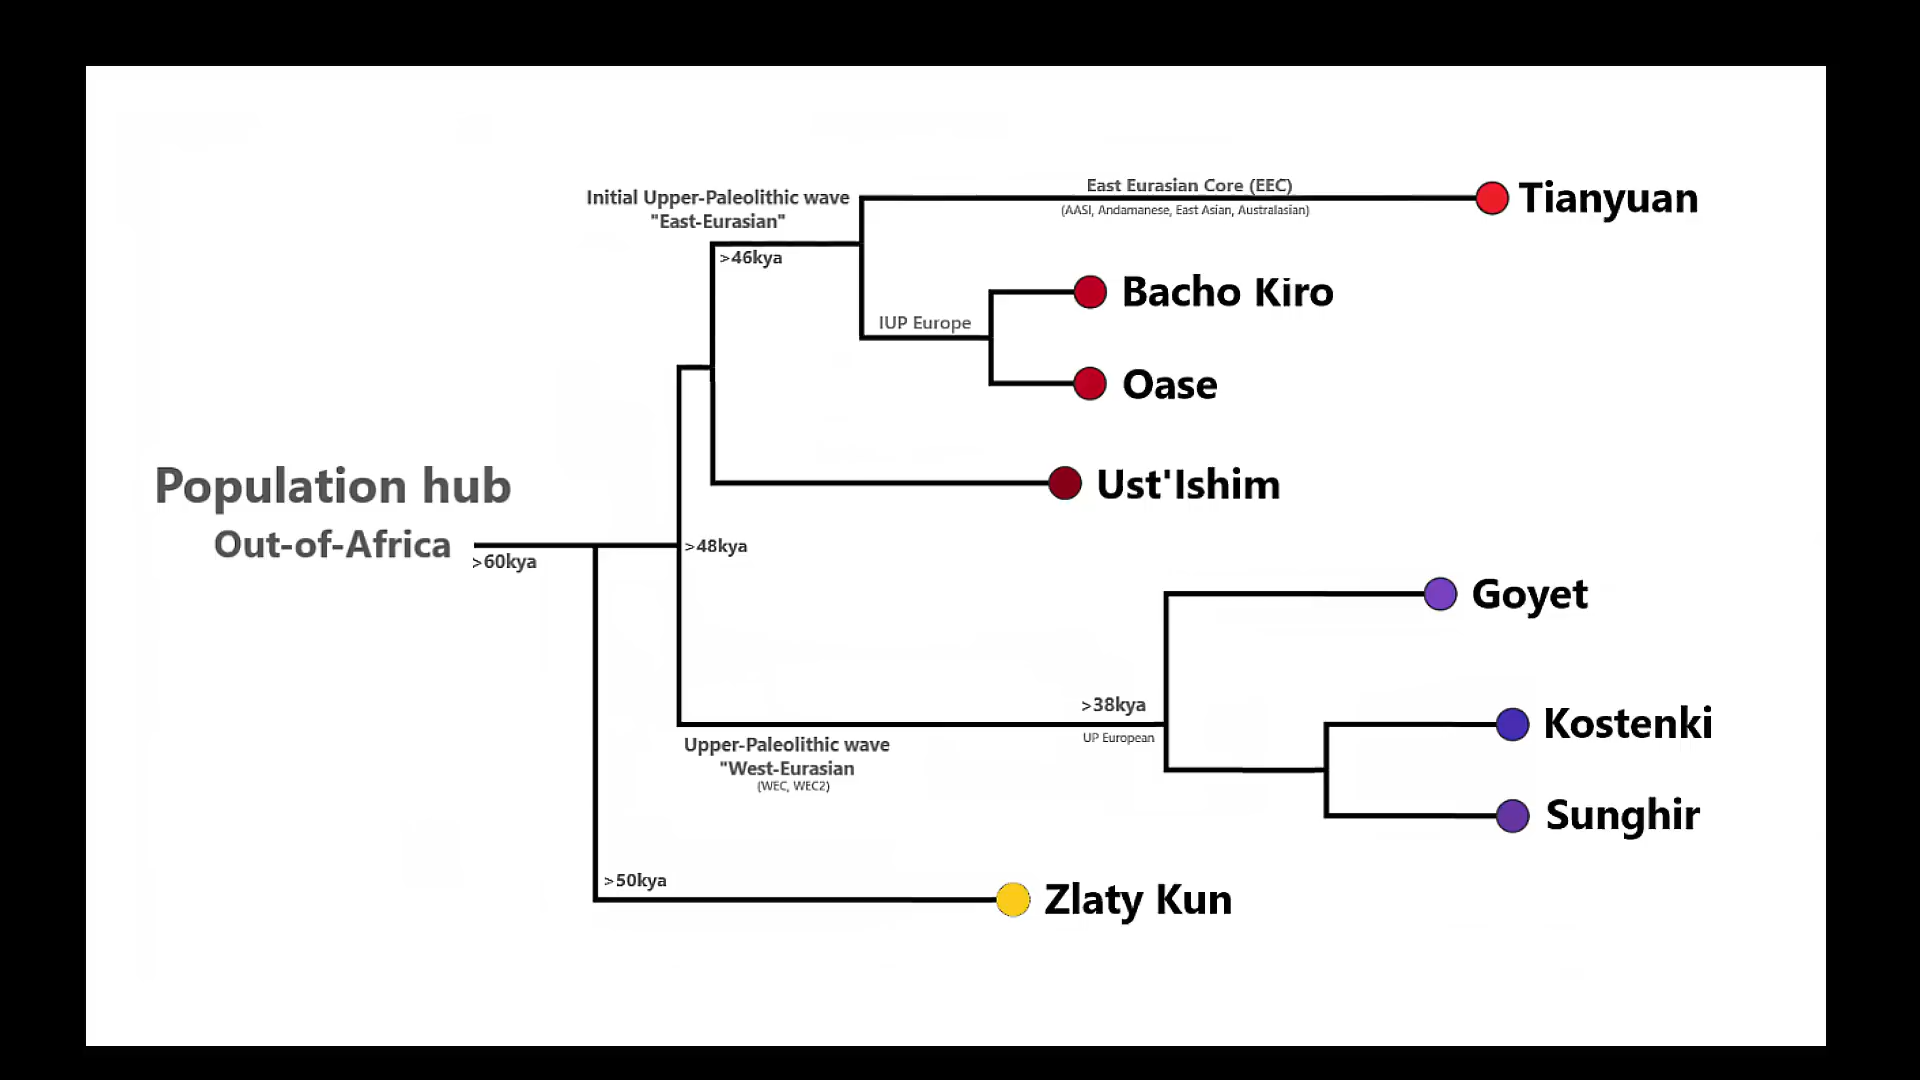 Initial Upper-Paleolithic wave
"East-Eurasian"
>46kya
East Eurasian Core (EEC)
(AASI, Andamanese, East Asian, Australasian)
Tianyuan
Bacho Kiro
IUP Europe
Oase
Ust'Ishim
Population hub
Out-of-Africa
>60kya
>48kya
Goyet
>38kya
UP European
Kostenki
Upper-Paleolithic wave
"West-Eurasian
(WEC, WEC2)
Sunghir
>50kya
Zlaty Kun